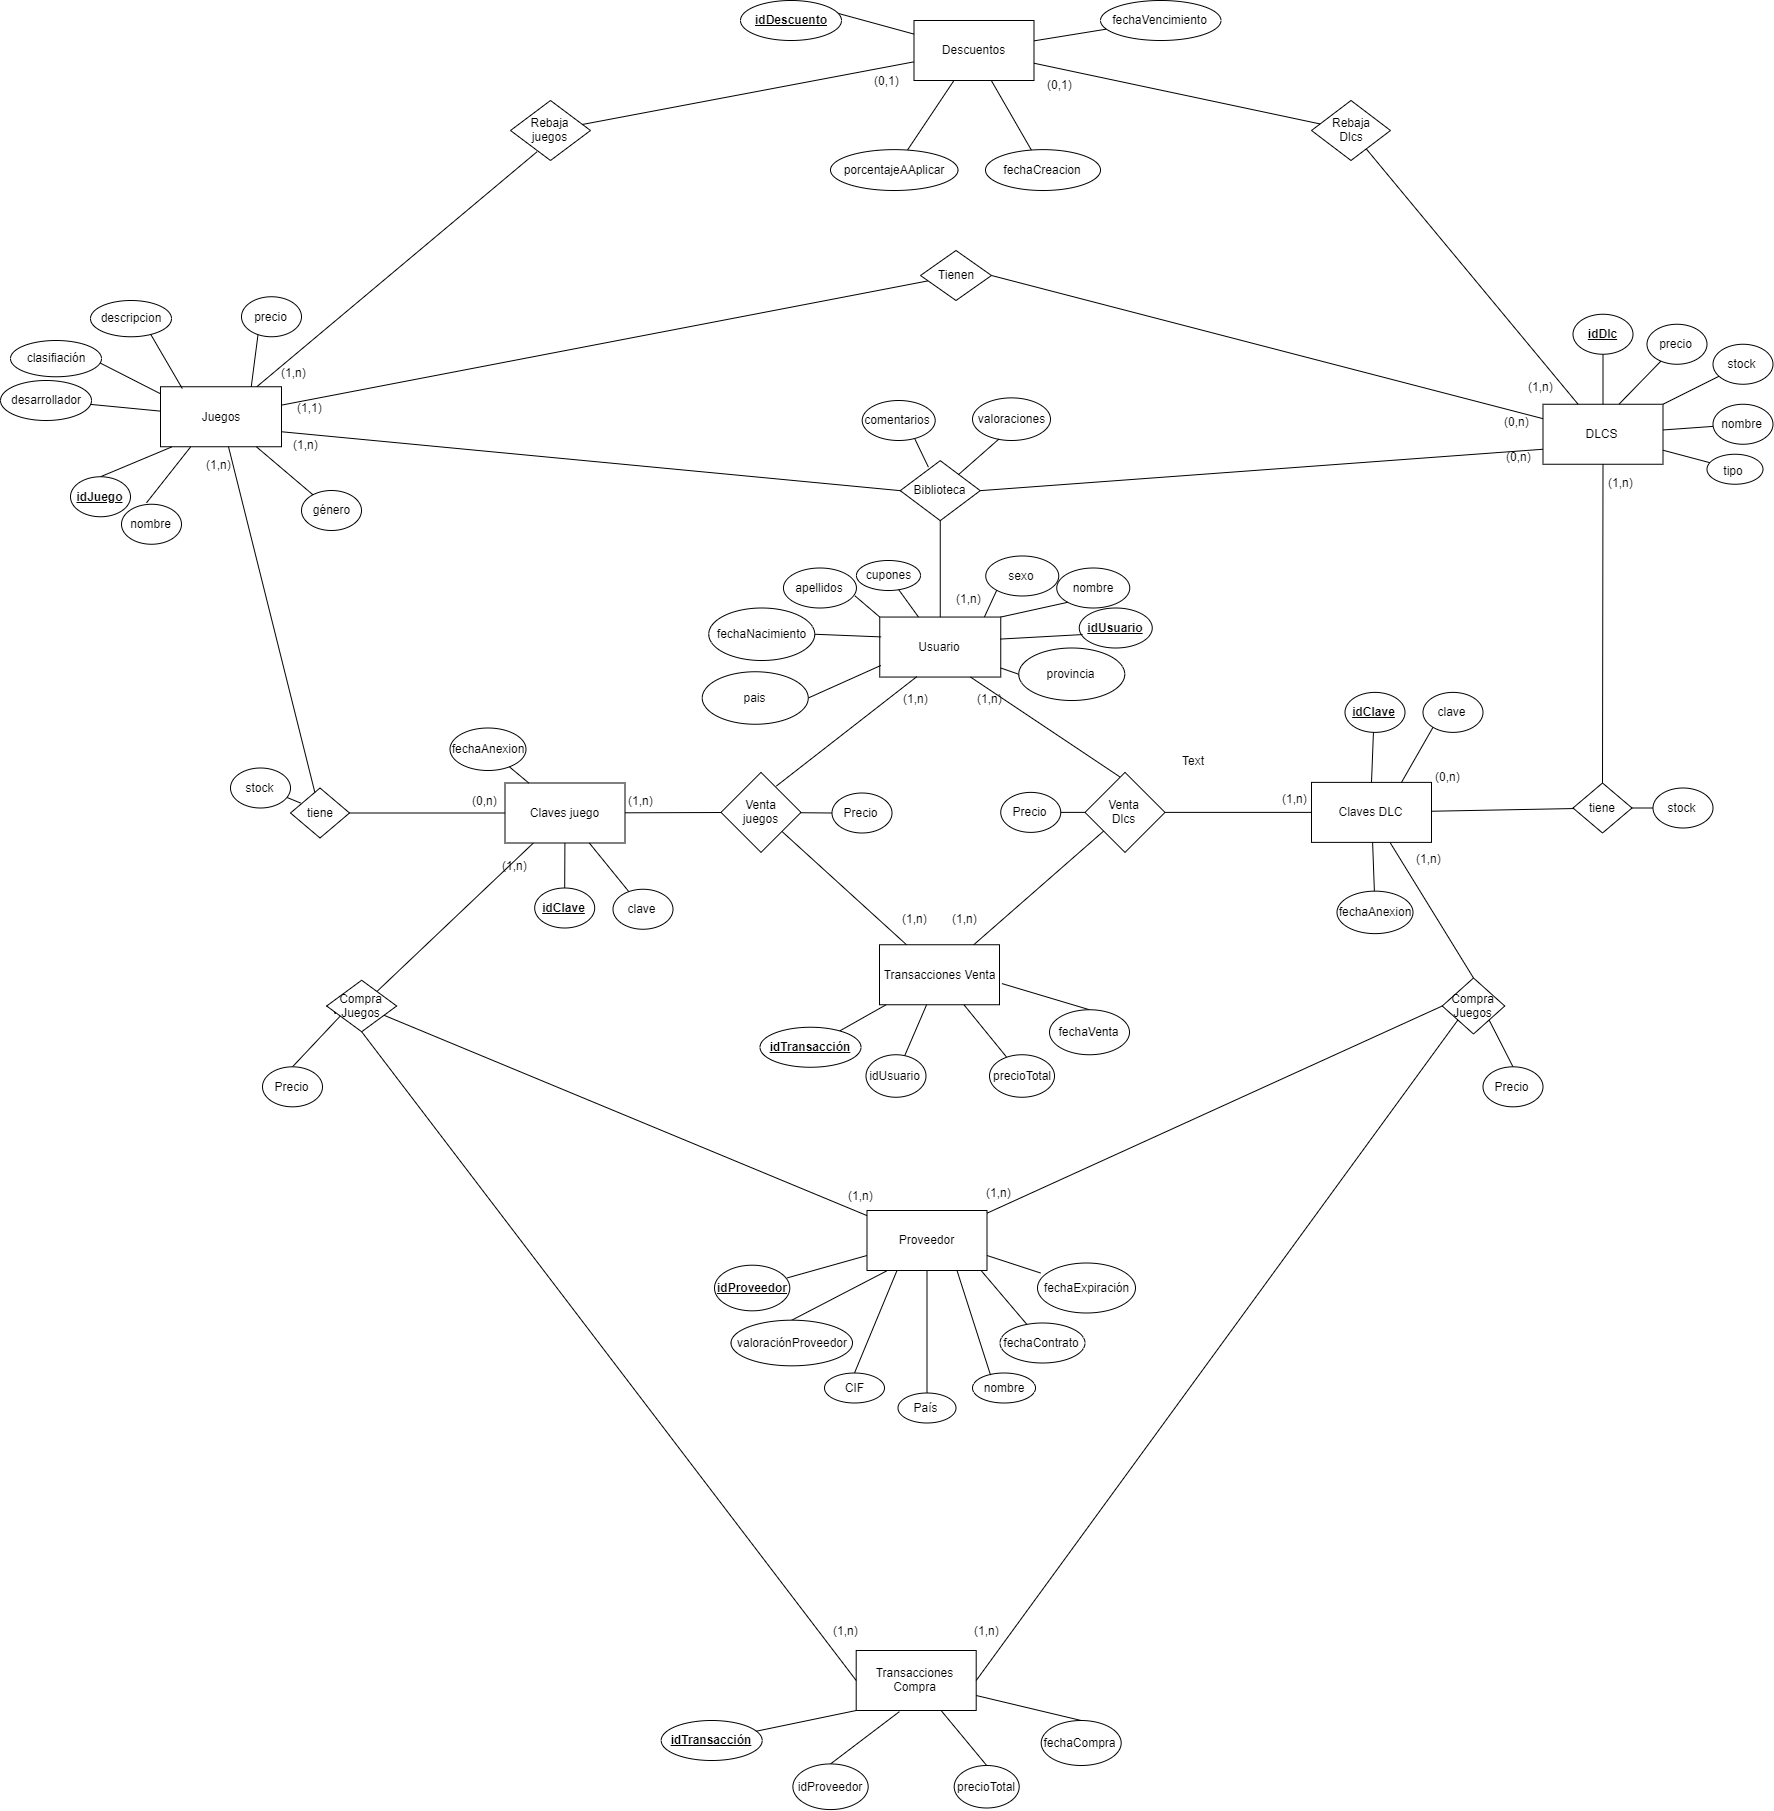 idDescuento
fechaVencimiento
Descuentos
(0,1)
(0,1)
Rebaja
juegos
Rebaja
Dlcs
porcentajeAAplicar
fechaCreacion
Tienen
descripcion
precio
clasifiación
desarrollador
(1,n)
Juegos
(1,1)
(1,n)
(1,n)
idJuego
nombre
género
idDlc
precio
stock
(1,n)
(0,n)
DLCS
nombre
(0,n)
tipo
(1,n)
comentarios
valoraciones
Biblioteca
cupones
sexo
apellidos
nombre
(1,n)
fechaNacimiento
idUsuario
Usuario
provincia
pais
(1,n)
(1,n)
idClave
clave
fechaAnexion
Text
stock
(0,n)
tiene
(0,n)
Claves juego
(1,n)
Venta
juegos
Precio
Precio
Venta
Dlcs
(1,n)
Claves DLC
tiene
stock
(1,n)
(1,n)
idClave
clave
fechaAnexion
(1,n)
(1,n)
Transacciones Venta
Compra
Juegos
Compra
Juegos
idTransacción
fechaVenta
idUsuario
precioTotal
Precio
Precio
(1,n)
(1,n)
Proveedor
idProveedor
fechaExpiración
valoraciónProveedor
fechaContrato
CIF
nombre
País
(1,n)
(1,n)
Transacciones
Compra
idTransacción
fechaCompra
idProveedor
precioTotal